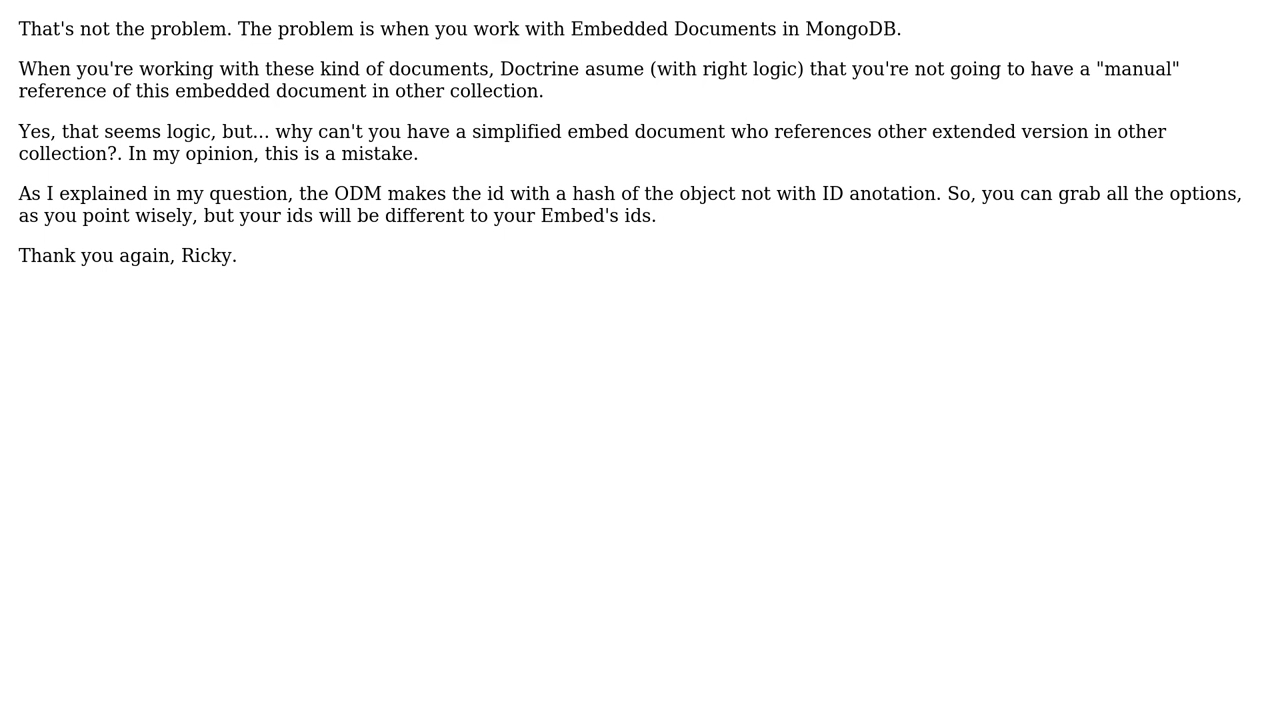 That's not the problem. The problem is when you work with Embedded Documents in MongoDB.
When you're working with these kind of documents, Doctrine asume (with right logic) that you're not going to have a "manual"
reference of this embedded document in other collection.
Yes, that seems logic, but... why can't you have a simplified embed document who references other extended version in other
collection?. In my opinion, this is a mistake.
As I explained in my question, the ODM makes the id with a hash of the object not with ID anotation. So, you can grab all the options,
as you point wisely, but your ids will be different to your Embed's ids.
Thank you again, Ricky.